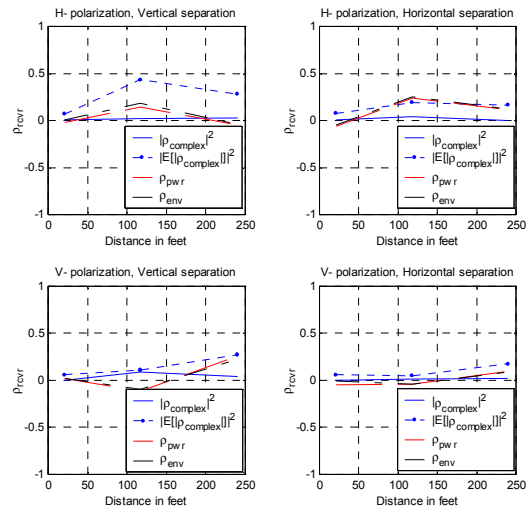 H- polarization, Vertical separation
1
0.5
0
-0.5
-1
ρrcvr
0 50 100 150 200 250
Distance in feet
|ρcomplex|²
|E[|ρcomplex|]|²
ρpwr
ρenv
H- polarization, Horizontal separation
1
0.5
0
-0.5
-1
ρrcvr
0 50 100 150 200 250
Distance in feet
|ρcomplex|²
|E[|ρcomplex|]|²
ρpwr
ρenv
V- polarization, Vertical separation
1
0.5
0
-0.5
-1
ρrcvr
0 50 100 150 200 250
Distance in feet
|ρcomplex|²
|E[|ρcomplex|]|²
ρpwr
ρenv
V- polarization, Horizontal separation
1
0.5
0
-0.5
-1
ρrcvr
0 50 100 150 200 250
Distance in feet
|ρcomplex|²
|E[|ρcomplex|]|²
ρpwr
ρenv